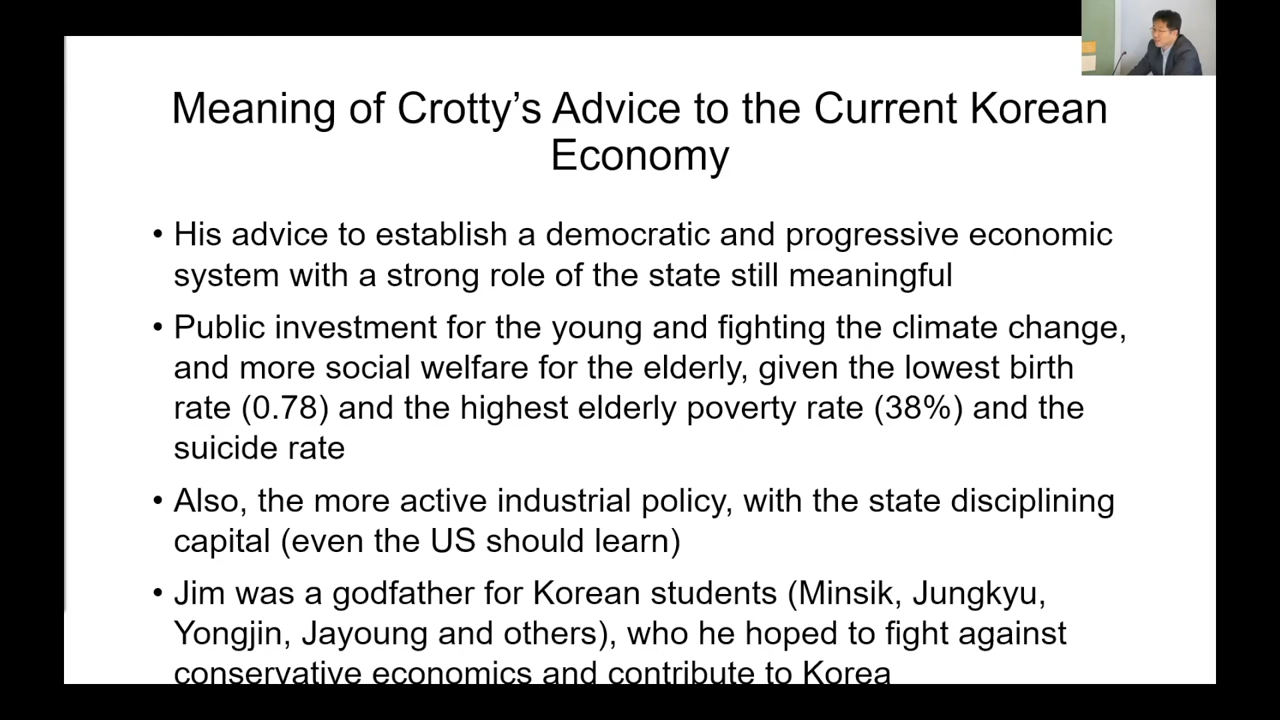 Meaning of Crotty’s Advice to the Current Korean
Economy
• His advice to establish a democratic and progressive economic
system with a strong role of the state still meaningful
• Public investment for the young and fighting the climate change,
and more social welfare for the elderly, given the lowest birth
rate (0.78) and the highest elderly poverty rate (38%) and the
suicide rate
• Also, the more active industrial policy, with the state disciplining
capital (even the US should learn)
• Jim was a godfather for Korean students (Minsik, Jungkyu,
Yongjin, Jayoung and others), who he hoped to fight against
conservative economics and contribute to Korea